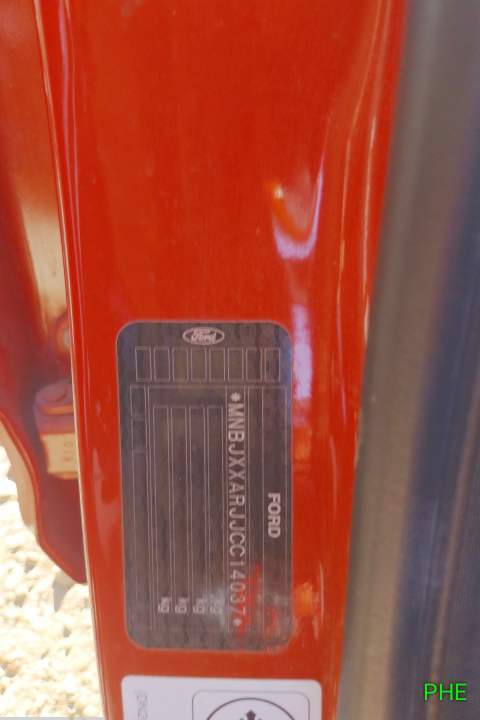 Ford
FORD
*MNBJXXARJJCC14037*
kg
kg
kg
kg
PHE